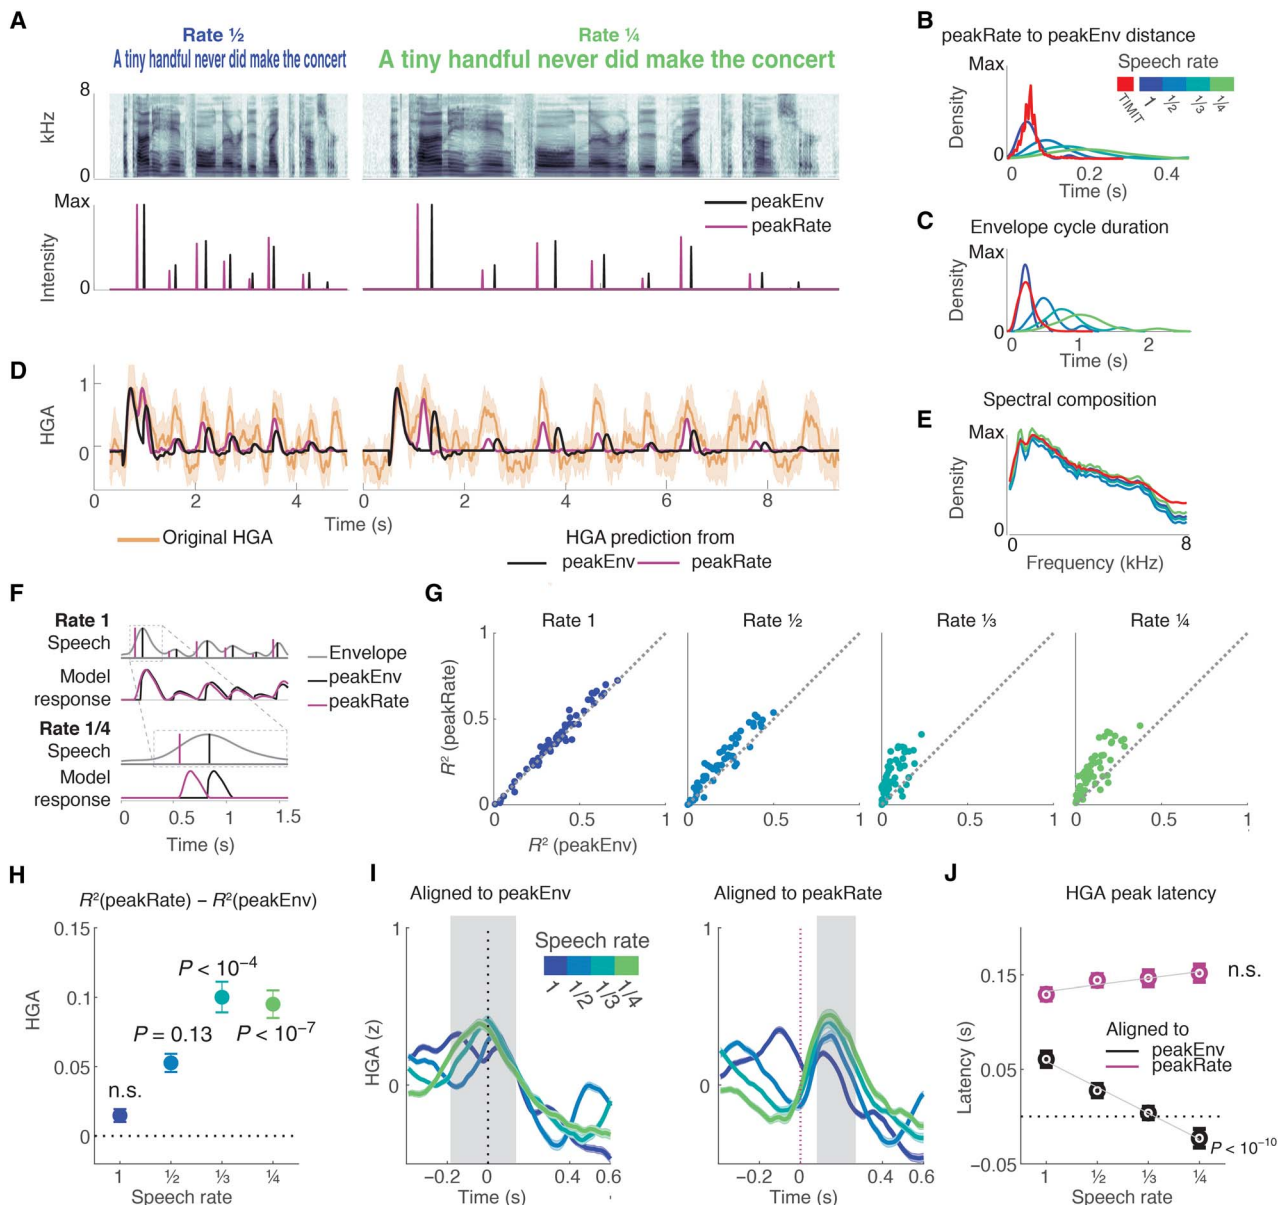 A
Rate ½
A tiny handful never did make the concert
Rate ¼
A tiny handful never did make the concert
8
kHz
0
Max
Intensity
0
peakEnv
peakRate
B
peakRate to peakEnv distance
Max
Density
0
Speech rate
TIMIT 1 1/2 1/3 1/4
0 0.2 0.4
Time (s)
C
Envelope cycle duration
Max
Density
0
0 1 2
Time (s)
D
1
HGA
0
0 2 4 0 2 4 6 8
Time (s)
Original HGA
HGA prediction from
peakEnv peakRate
E
Spectral composition
Max
Density
0
0 8
Frequency (kHz)
F
Rate 1
Speech
Model
response
Rate 1/4
Speech
Model
response
Envelope
peakEnv
peakRate
0 0.5 1 1.5
Time (s)
G
Rate 1 Rate ½ Rate ⅓ Rate ¼
1
0.5
0
R² (peakRate)
0 0.5 1 0 0.5 1 0 0.5 1 0 0.5 1
R² (peakEnv)
H
R²(peakRate) – R²(peakEnv)
0.15
0.1
0.05
0
HGA
n.s.
P = 0.13
P < 10⁻⁴
P < 10⁻⁷
1 ½ ⅓ ¼
Speech rate
I
Aligned to peakEnv
1
0
HGA (z)
Speech rate
1 1/2 1/3 1/4
−0.2 0 0.4 0.6
Time (s)
Aligned to peakRate
1
0
−0.2 0 0.4 0.6
Time (s)
J
HGA peak latency
0.15
0.05
−0.05
Latency (s)
n.s.
Aligned to
peakEnv
peakRate
P < 10⁻¹⁰
1 ½ ⅓ ¼
Speech rate